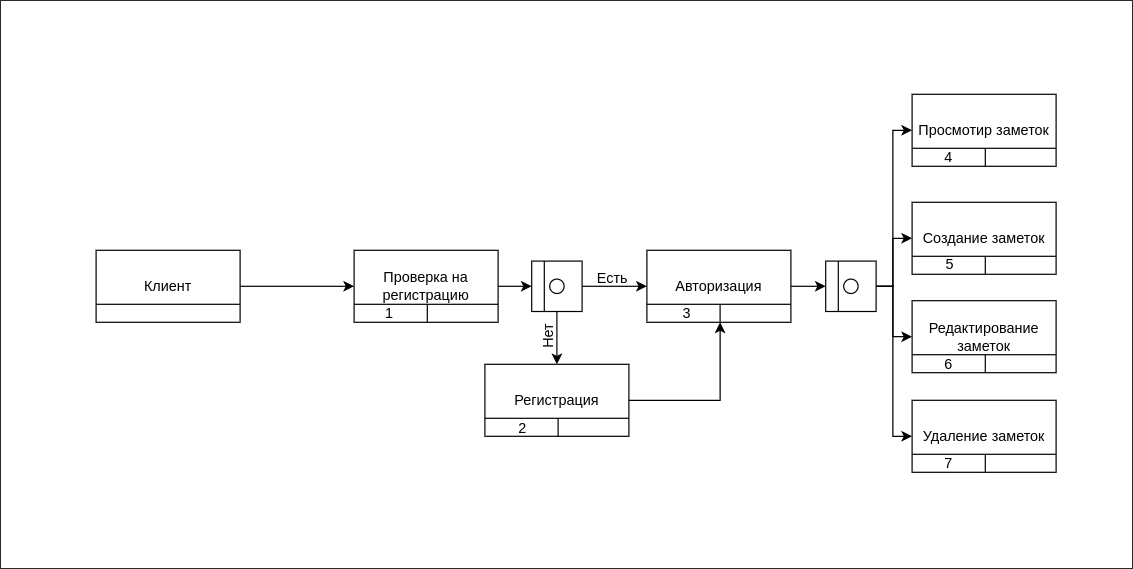 Клиент
Проверка на
регистрацию
1
Есть
Нет
Регистрация
2
Авторизация
3
Просмотир заметок
4
Создание заметок
5
Редактирование
заметок
6
Удаление заметок
7